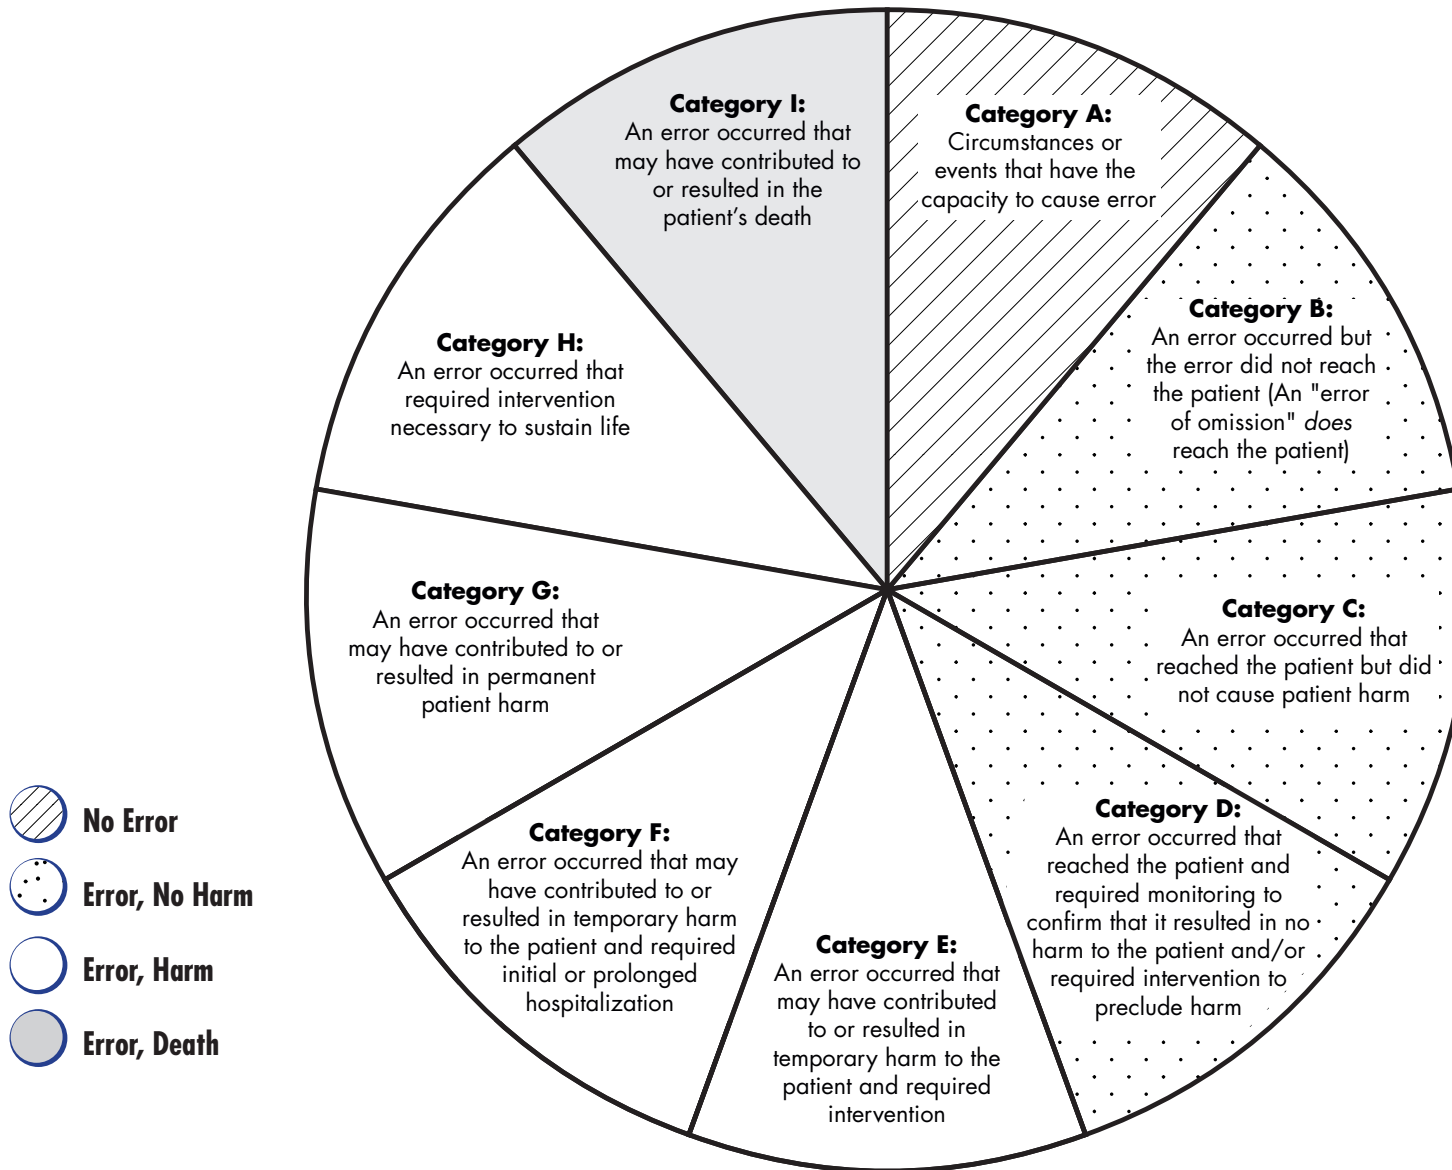 Category I:
An error occurred that
may have contributed to
or resulted in the
patient’s death
Category A:
Circumstances or
events that have the
capacity to cause error
Category B:
An error occurred but
the error did not reach
the patient (An "error
of omission" does
reach the patient)
Category H:
An error occurred that
required intervention
necessary to sustain life
Category C:
An error occurred that
reached the patient but did
not cause patient harm
Category G:
An error occurred that
may have contributed to or
resulted in permanent
patient harm
Category D:
An error occurred that
reached the patient and
required monitoring to
confirm that it resulted in no
harm to the patient and/or
required intervention to
preclude harm
Category F:
An error occurred that may
have contributed to or
resulted in temporary harm
to the patient and required
initial or prolonged
hospitalization
Category E:
An error occurred that
may have contributed
to or resulted in
temporary harm to the
patient and required
intervention
No Error
Error, No Harm
Error, Harm
Error, Death